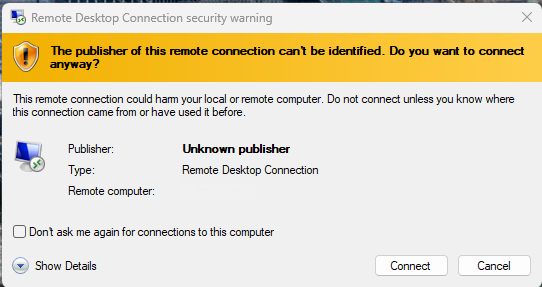 Remote Desktop Connection security warning
The publisher of this remote connection can't be identified. Do you want to connect
anyway?
This remote connection could harm your local or remote computer. Do not connect unless you know where
this connection came from or have used it before.
Publisher: Unknown publisher
Type: Remote Desktop Connection
Remote computer:
Don't ask me again for connections to this computer
Show Details Connect Cancel